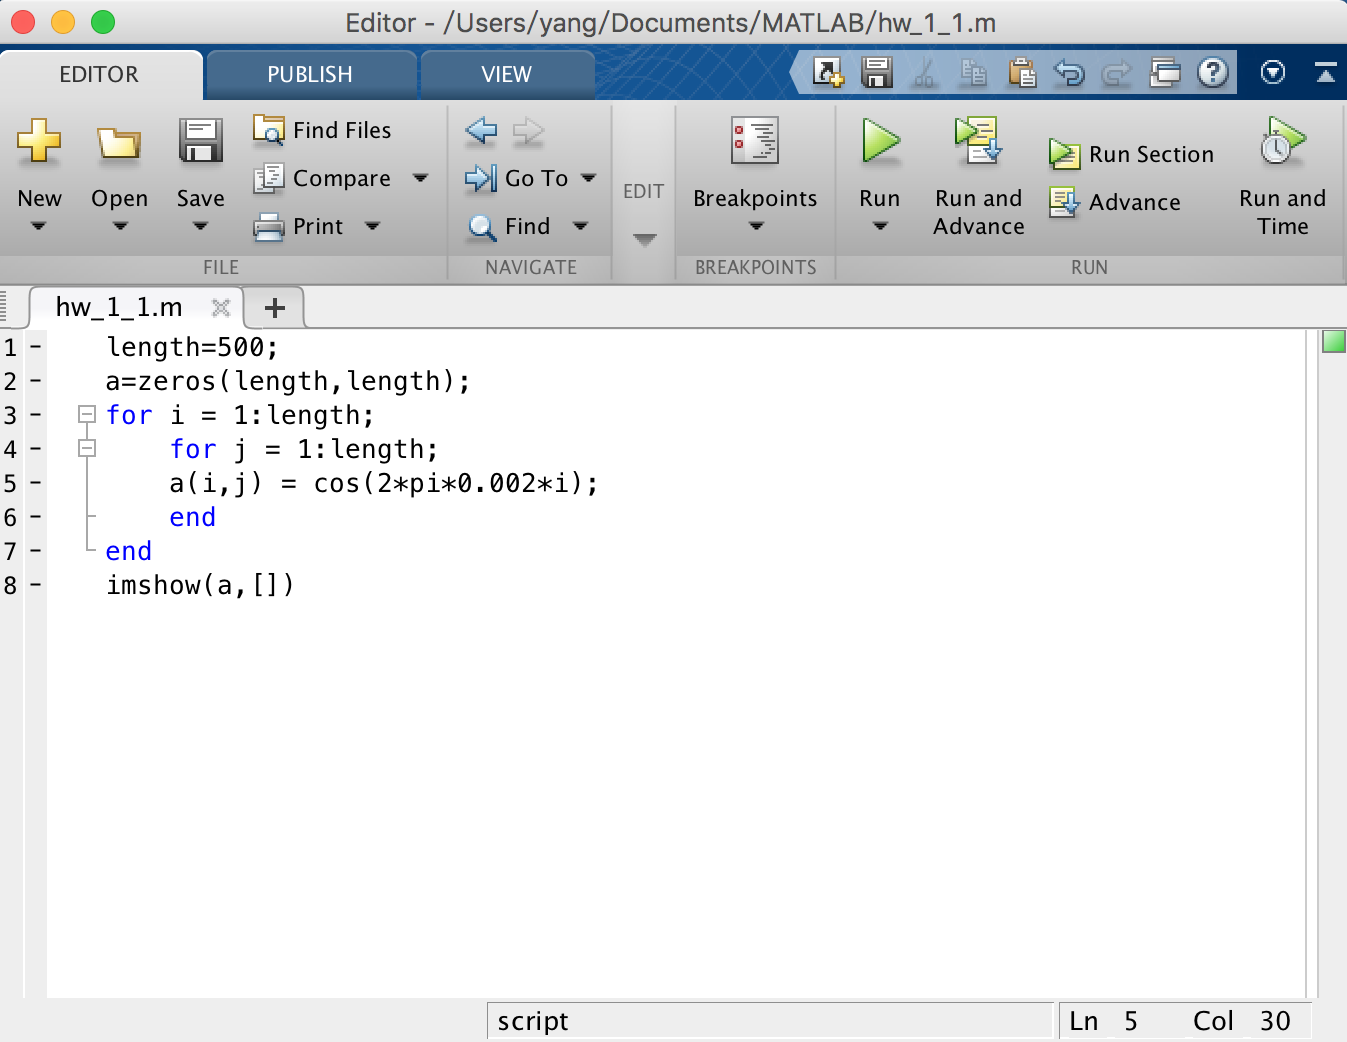 Editor - /Users/yang/Documents/MATLAB/hw_1_1.m
EDITOR PUBLISH VIEW
New
Open
Save
Find Files
Compare
Print
FILE
Go To
Find
NAVIGATE
EDIT
Breakpoints
BREAKPOINTS
Run
Run and
Advance
Run Section
Advance
Run and
Time
RUN
hw_1_1.m
1 length=500;
2 a=zeros(length,length);
3 for i = 1:length;
4 for j = 1:length;
5 a(i,j) = cos(2*pi*0.002*i);
6 end
7 end
8 imshow(a,[])
script
Ln 5 Col 30